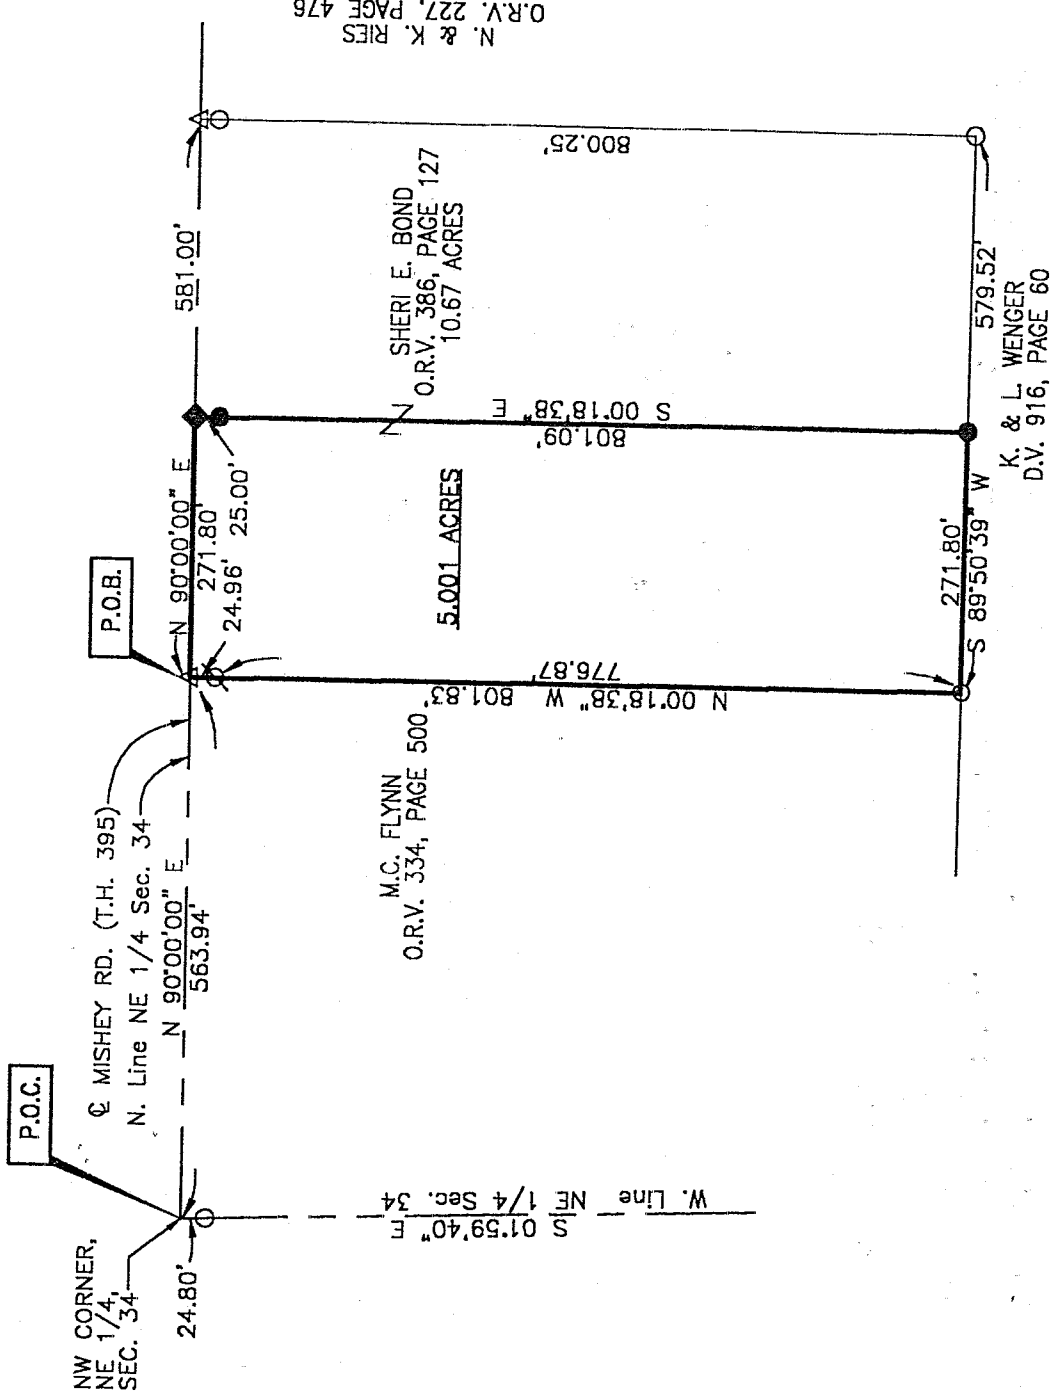 NW CORNER,
NE 1/4,
SEC. 34
24.80'
P.O.C.
℄ MISHEY RD. (T.H. 395)
N. Line NE 1/4 Sec. 34
N 90°00'00" E
563.94'
W. Line NE 1/4 Sec. 34
S 01°59'40" E
P.O.B.
N 90°00'00" E
271.80'
24.96'
25.00'
M.C. FLYNN
O.R.V. 334, PAGE 500
N 00°18'38" W 801.83'
776.87'
5.001 ACRES
S 00°18'38" E
801.09'
271.80'
S 89°50'39" W
581.00'
SHERI E. BOND
O.R.V. 386, PAGE 127
10.67 ACRES
800.25'
579.52'
K. & L. WENGER
D.V. 916, PAGE 60
N. & K. RIES
O.R.V. 227, PAGE 476